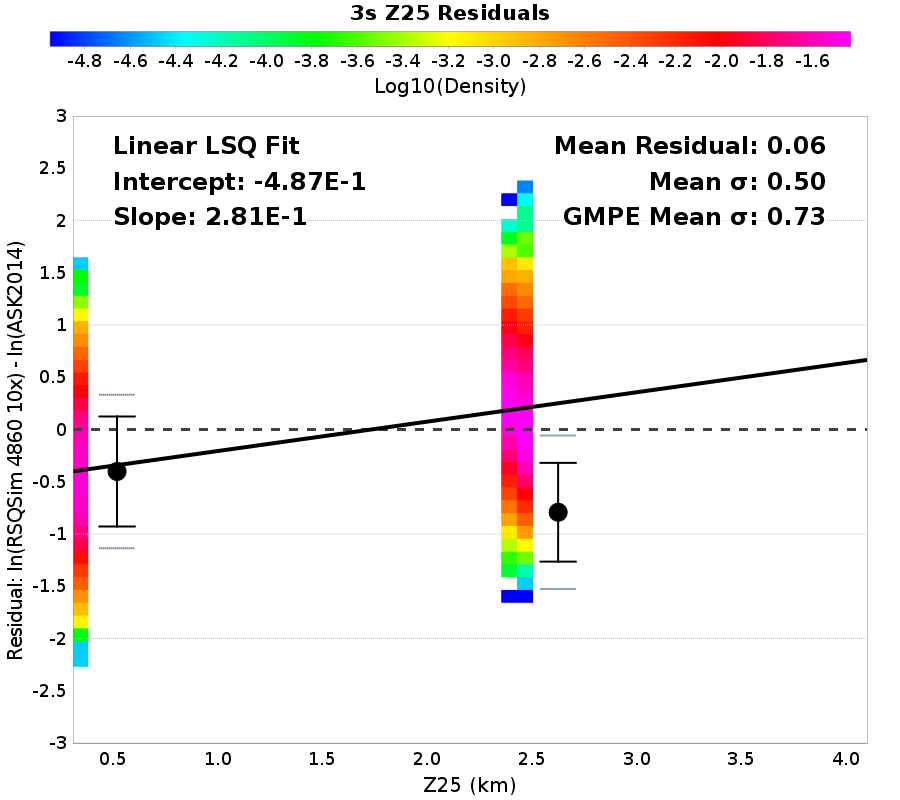 3s Z25 Residuals
-4.8 -4.6 -4.4 -4.2 -4.0 -3.8 -3.6 -3.4 -3.2 -3.0 -2.8 -2.6 -2.4 -2.2 -2.0 -1.8 -1.6
Log10(Density)
Linear LSQ Fit
Intercept: -4.87E-1
Slope: 2.81E-1
Mean Residual: 0.06
Mean σ: 0.50
GMPE Mean σ: 0.73
Residual: ln(RSQSim 4860 10x) - ln(ASK2014)
3
2.5
2
1.5
1
0.5
0
-0.5
-1
-1.5
-2
-2.5
-3
0.5 1.0 1.5 2.0 2.5 3.0 3.5 4.0
Z25 (km)